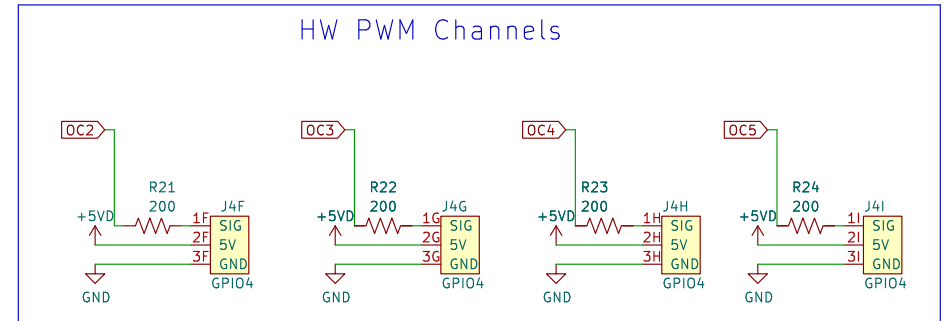 HW PWM Channels
OC2
OC3
OC4
OC5
R21
200
+5VD
J4F
1F
SIG
2F
5V
3F
GND
GPIO4
GND
R22
200
+5VD
J4G
1G
SIG
2G
5V
3G
GND
GPIO4
GND
R23
200
+5VD
J4H
1H
SIG
2H
5V
3H
GND
GPIO4
GND
R24
200
+5VD
J4I
1I
SIG
2I
5V
3I
GND
GPIO4
GND